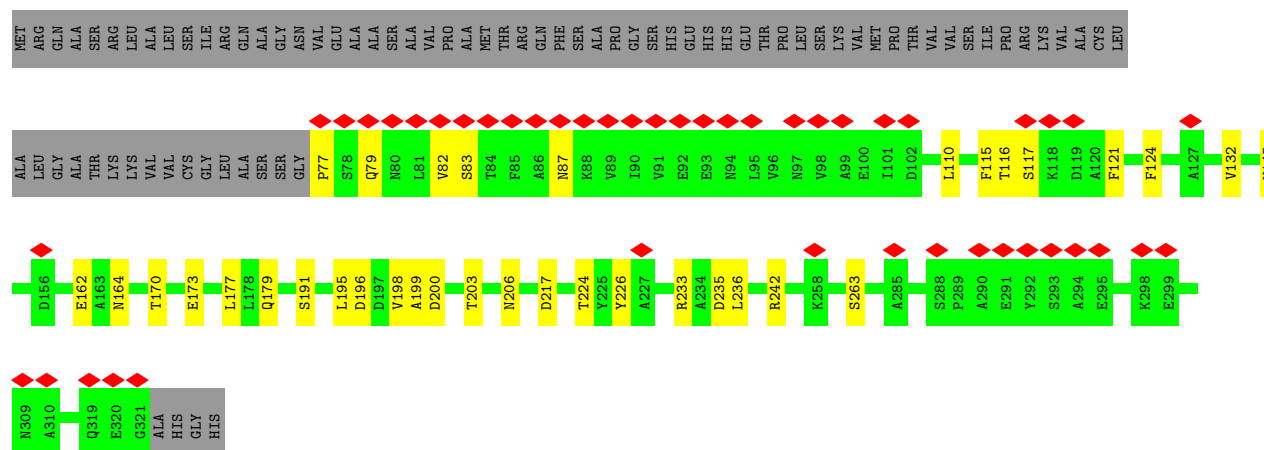 MET ARG GLN ALA SER ARG LEU ALA LEU SER ILE ARG GLN ALA GLY ASN VAL GLU ALA ALA SER ALA VAL PRO ALA MET THR ARG GLN PHE SER ALA PRO GLY SER HIS GLU HIS HIS GLU THR PRO LEU SER LYS VAL MET PRO THR VAL VAL SER ILE PRO ARG LYS VAL ALA CYS LEU
ALA LEU GLY ALA THR LYS LYS VAL VAL CYS GLY LEU ALA SER SER GLY P77 S78 Q79 N80 L81 V82 S83 T84 F85 A86 N87 K88 V89 I90 V91 E92 E93 N94 L95 V96 N97 V98 A99 E100 I101 D102 L110 F115 T116 S117 K118 D119 A120 F121 F124 A127 V132
D156 E162 A163 N164 T170 E173 L177 L178 Q179 S191 L195 D196 D197 V198 A199 D200 T203 N206 D217 T224 Y225 Y226 A227 R233 A234 D235 L236 R242 K258 S263 A285 S288 P289 A290 E291 Y292 S293 A294 E295 K298 E299
N309 A310 Q319 E320 G321 ALA HIS GLY HIS